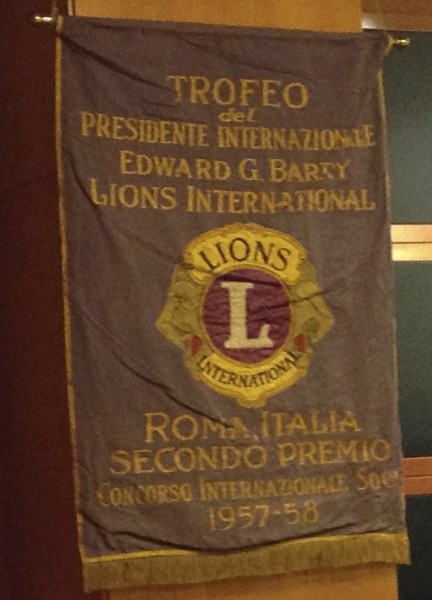 TROFEO
del
PRESIDENTE INTERNAZIONALE
EDWARD G. BARRY
LIONS INTERNATIONAL
LIONS
L
INTERNATIONAL
ROMA, ITALIA
SECONDO PREMIO
CONCORSO INTERNAZIONALE
1957-58